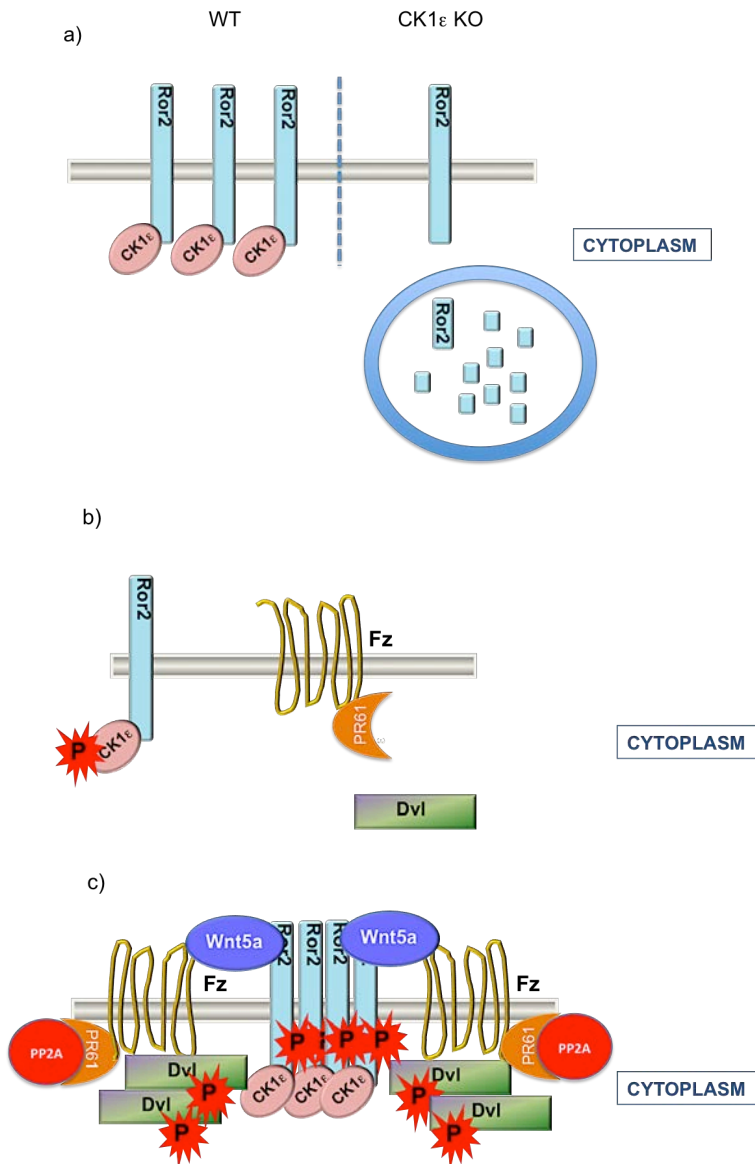 WT
CK1ε KO
a)
Ror2
Ror2
Ror2
Ror2
CK1ε
CK1ε
CK1ε
CYTOPLASM
Ror2
b)
Ror2
Fz
P
CK1ε
PR61
CYTOPLASM
Dvl
c)
Wnt5a
Wnt5a
Ror2
Ror2
Ror2
Fz
Fz
PP2A
PR61
P
P
P
PR61
PP2A
Dvl
Dvl
CK1ε
CK1ε
CK1ε
P
P
Dvl
Dvl
P
P
CYTOPLASM